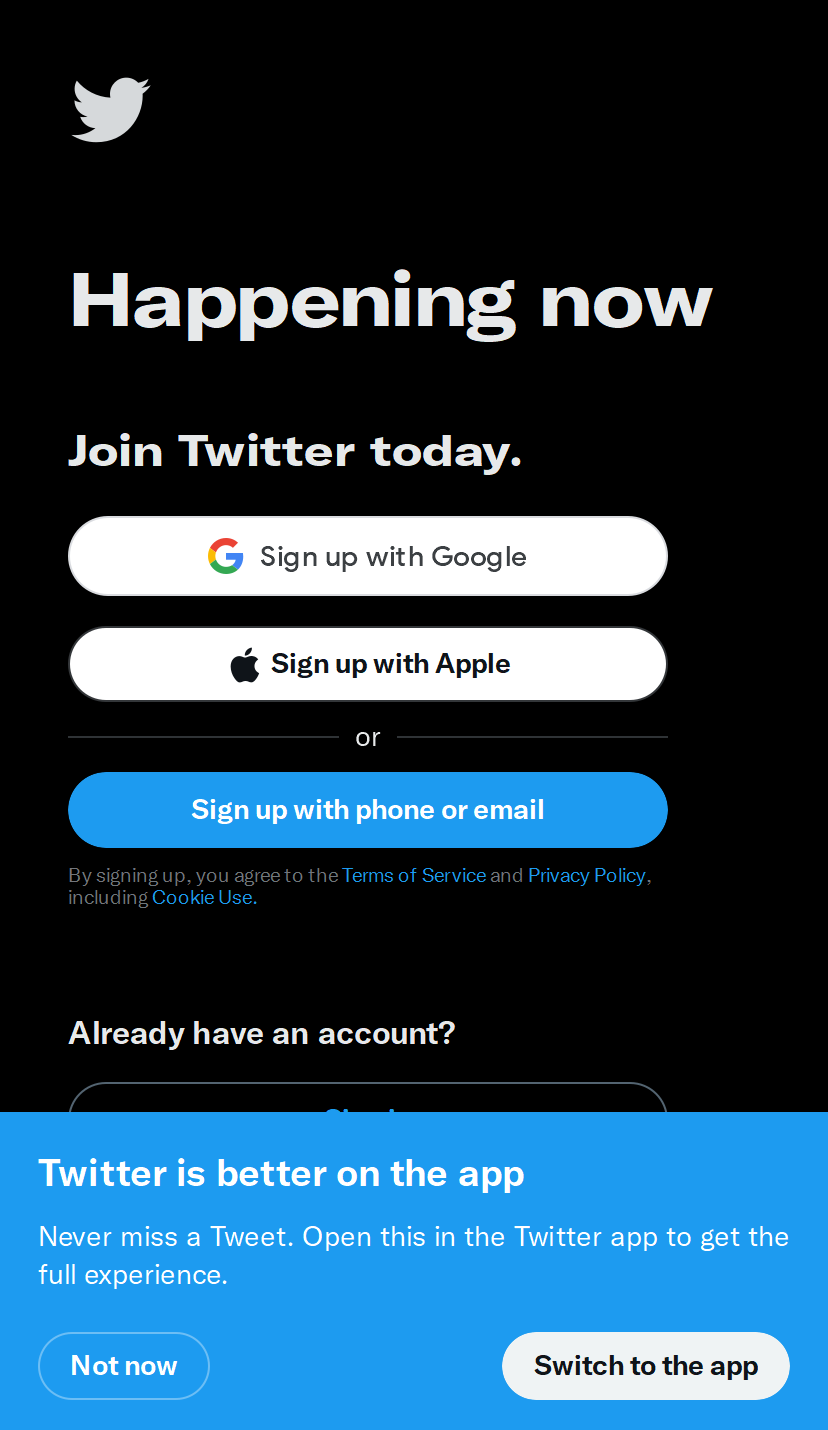 Happening now
Join Twitter today.
Sign up with Google
Sign up with Apple
or
Sign up with phone or email
By signing up, you agree to the Terms of Service and Privacy Policy,
including Cookie Use.
Already have an account?
Twitter is better on the app
Never miss a Tweet. Open this in the Twitter app to get the
full experience.
Not now
Switch to the app